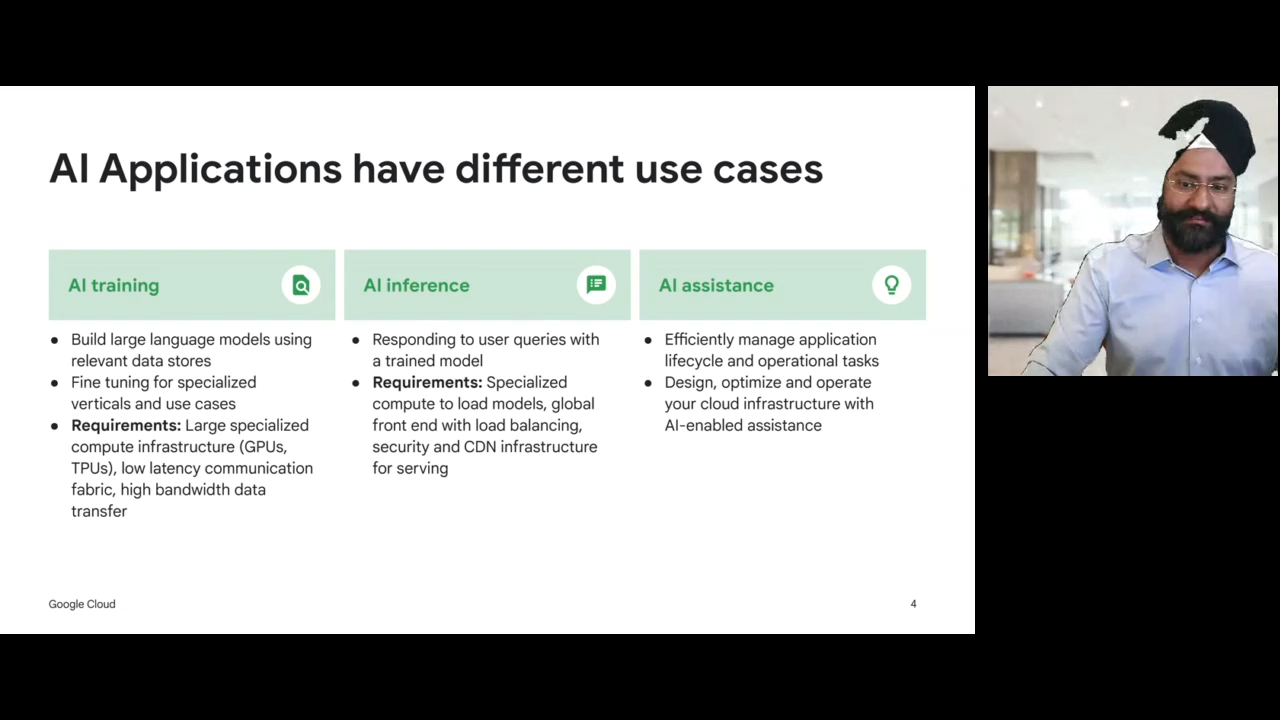 AI Applications have different use cases
AI training
● Build large language models using
relevant data stores
● Fine tuning for specialized
verticals and use cases
● Requirements: Large specialized
compute infrastructure (GPUs,
TPUs), low latency communication
fabric, high bandwidth data
transfer
AI inference
● Responding to user queries with
a trained model
● Requirements: Specialized
compute to load models, global
front end with load balancing,
security and CDN infrastructure
for serving
AI assistance
● Efficiently manage application
lifecycle and operational tasks
● Design, optimize and operate
your cloud infrastructure with
AI-enabled assistance
Google Cloud
4